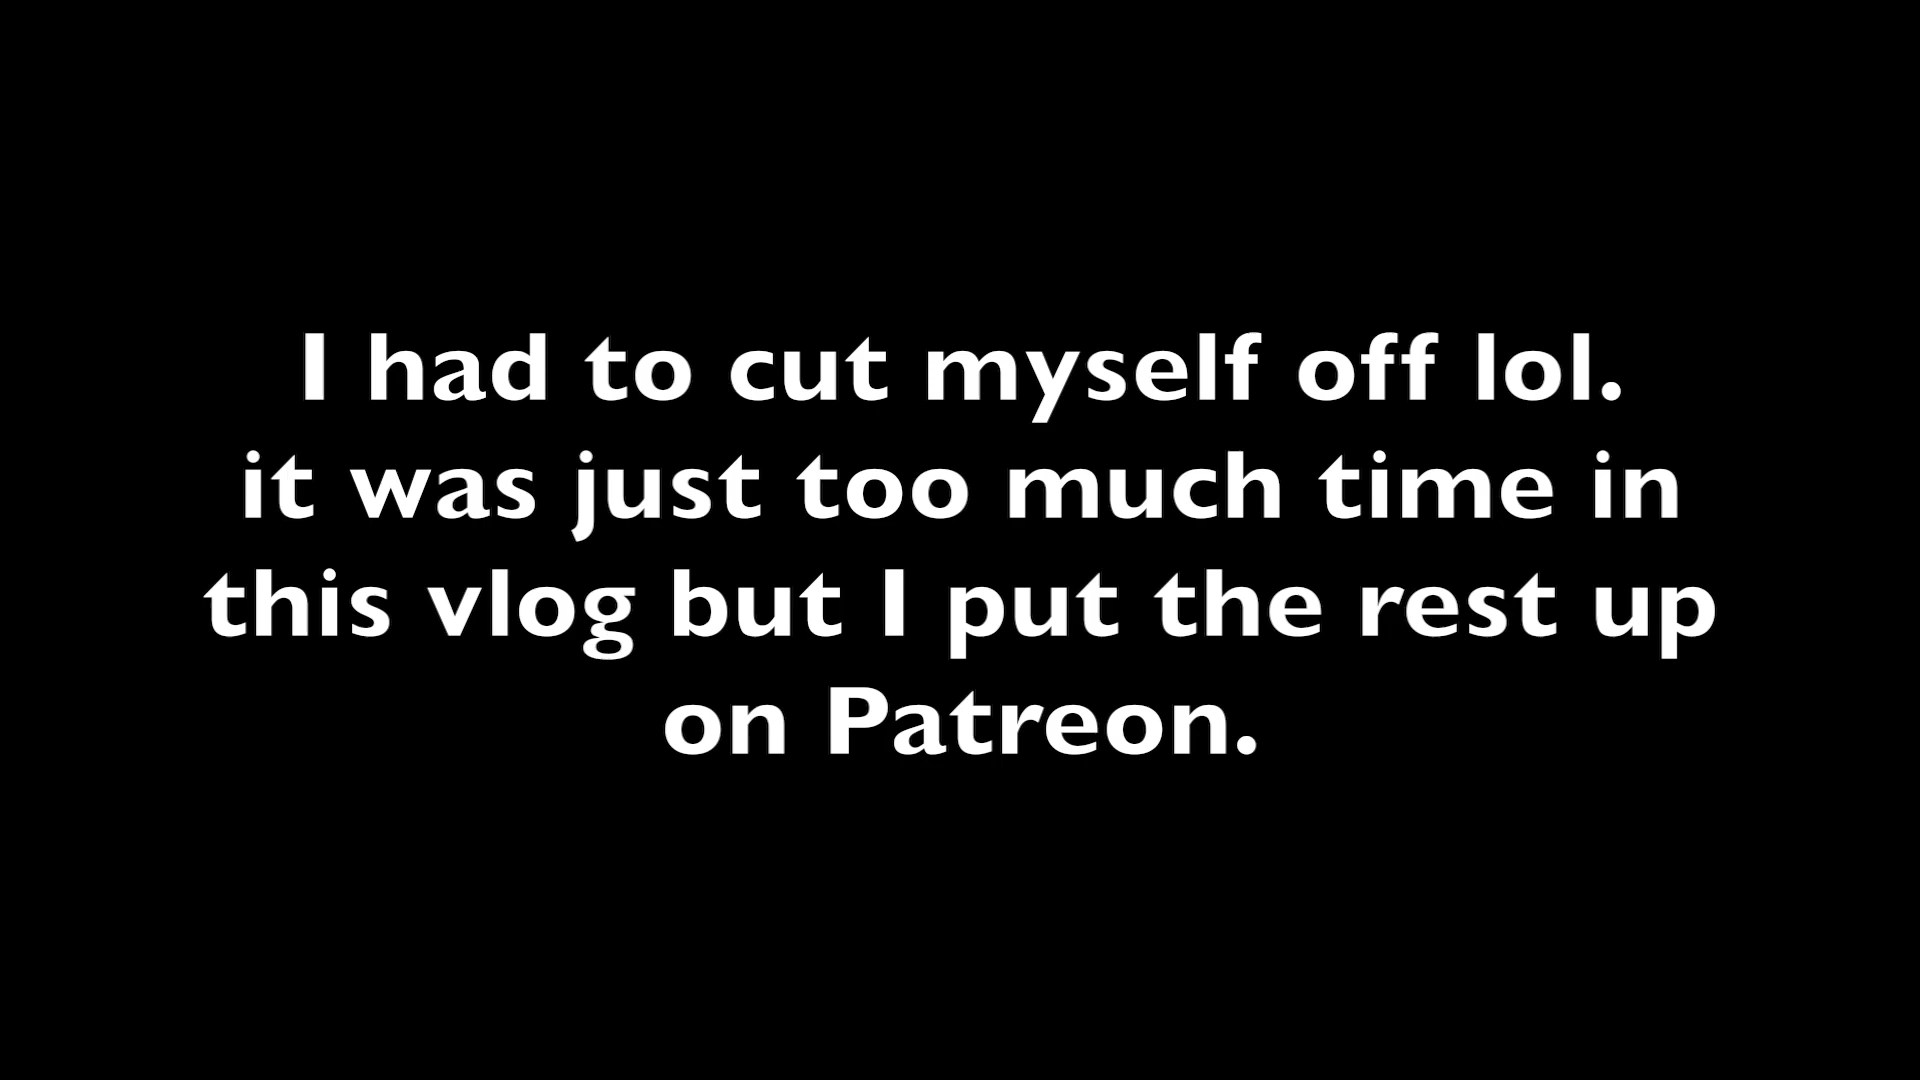 I had to cut myself off lol.
it was just too much time in
this vlog but I put the rest up
on Patreon.